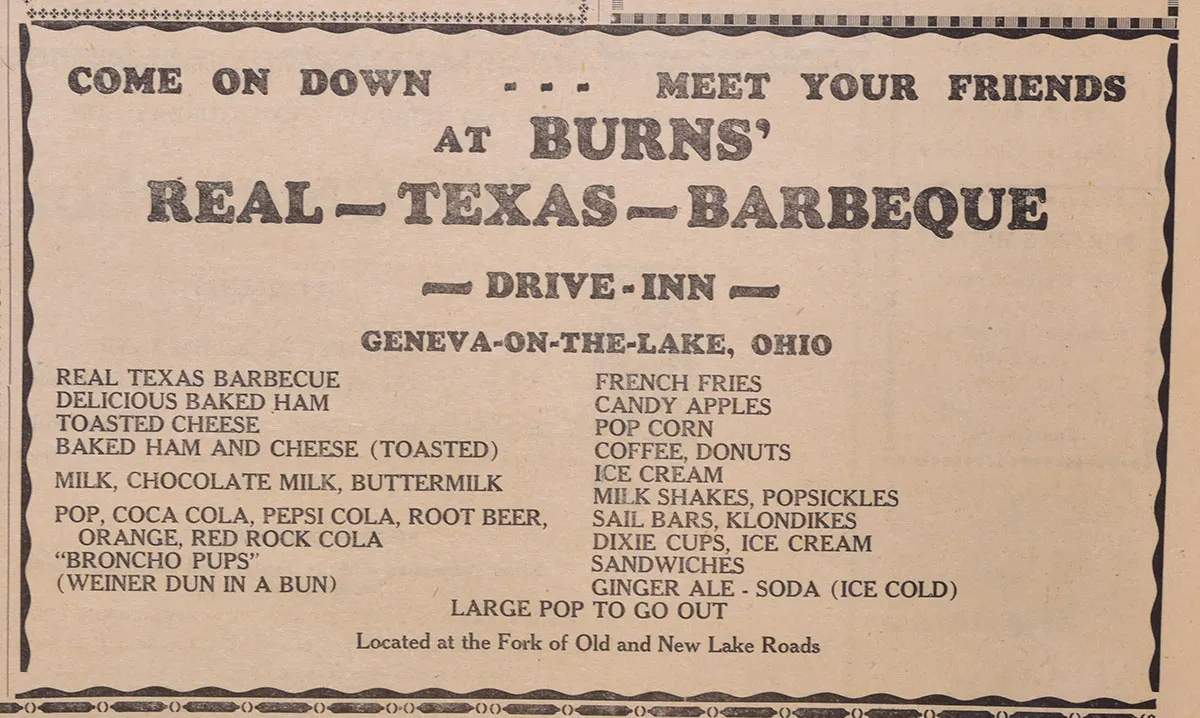 COME ON DOWN - - - MEET YOUR FRIENDS
AT BURNS’
REAL — TEXAS — BARBEQUE
— DRIVE-INN —
GENEVA-ON-THE-LAKE, OHIO
REAL TEXAS BARBECUE
DELICIOUS BAKED HAM
TOASTED CHEESE
BAKED HAM AND CHEESE (TOASTED)
MILK, CHOCOLATE MILK, BUTTERMILK
POP, COCA COLA, PEPSI COLA, ROOT BEER,
ORANGE, RED ROCK COLA
“BRONCHO PUPS”
(WEINER DUN IN A BUN)
FRENCH FRIES
CANDY APPLES
POP CORN
COFFEE, DONUTS
ICE CREAM
MILK SHAKES, POPSICKLES
SAIL BARS, KLONDIKES
DIXIE CUPS, ICE CREAM
SANDWICHES
GINGER ALE - SODA (ICE COLD)
LARGE POP TO GO OUT
Located at the Fork of Old and New Lake Roads